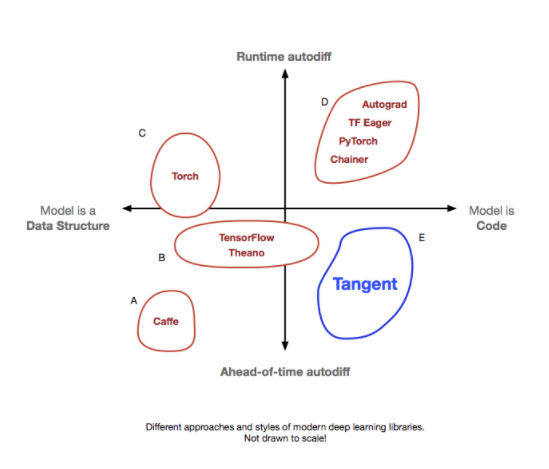 Runtime autodiff
D
Autograd
TF Eager
PyTorch
Chainer
C
Torch
Model is a
Data Structure
Model is
Code
TensorFlow
Theano
B
E
Tangent
A
Caffe
Ahead-of-time autodiff
Different approaches and styles of modern deep learning libraries.
Not drawn to scale!